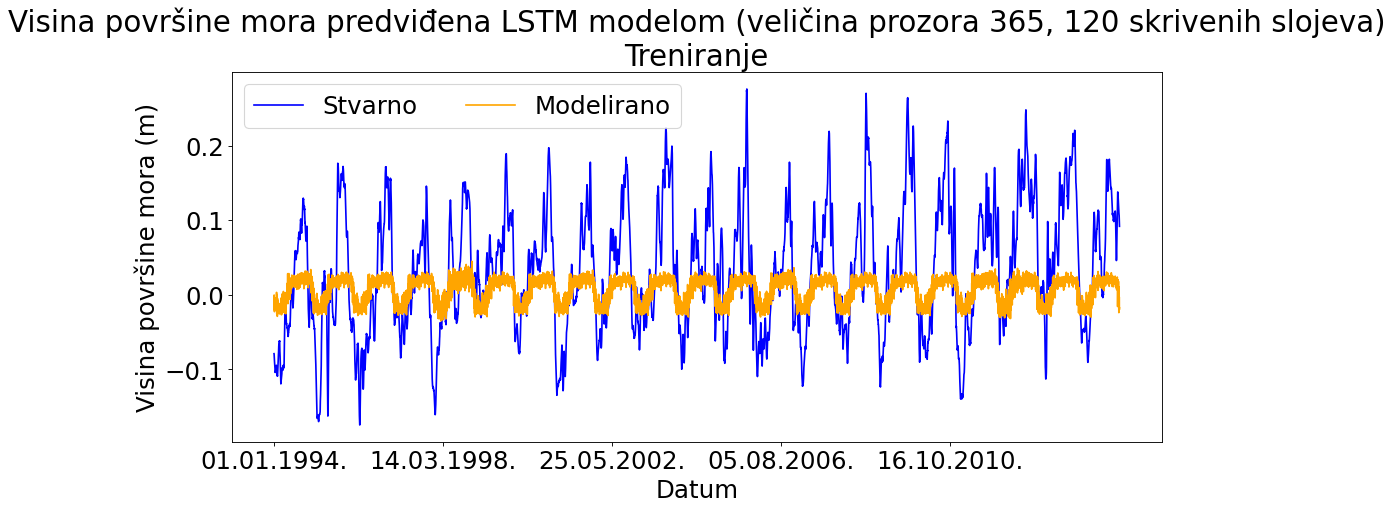 Visina površine mora predviđena LSTM modelom (veličina prozora 365, 120 skrivenih slojeva)
Treniranje
Stvarno Modelirano
Visina površine mora (m)
0.2
0.1
0.0
−0.1
01.01.1994. 14.03.1998. 25.05.2002. 05.08.2006. 16.10.2010.
Datum